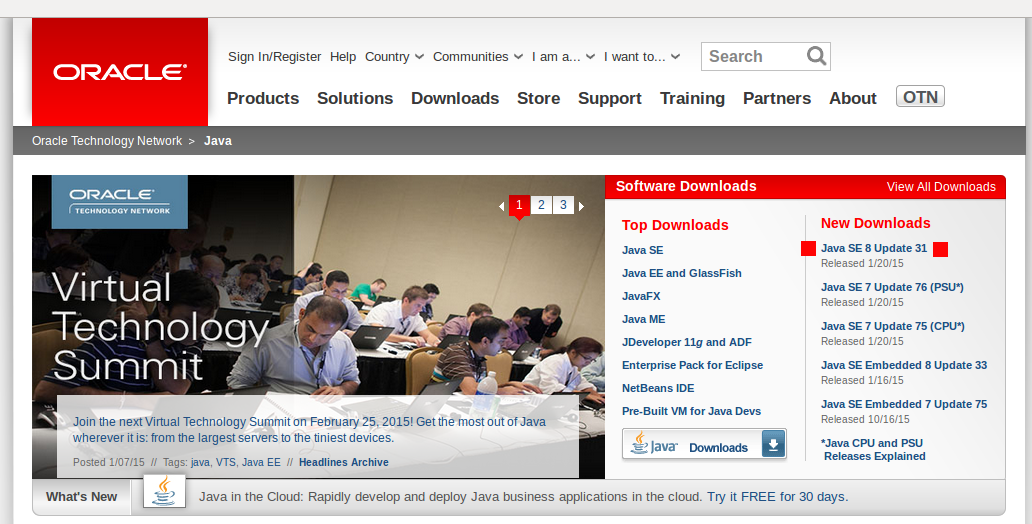 ORACLE
Sign In/Register Help Country Communities I am a... I want to... Search
Products Solutions Downloads Store Support Training Partners About OTN
Oracle Technology Network > Java
ORACLE
TECHNOLOGY NETWORK
1 2 3
Virtual
Technology
Summit
Join the next Virtual Technology Summit on February 25, 2015! Get the most out of Java
wherever it is: from the largest servers to the tiniest devices.
Posted 1/07/15 // Tags: java, VTS, Java EE // Headlines Archive
Software Downloads View All Downloads
Top Downloads
Java SE
Java EE and GlassFish
JavaFX
Java ME
JDeveloper 11g and ADF
Enterprise Pack for Eclipse
NetBeans IDE
Pre-Built VM for Java Devs
Java Downloads
New Downloads
Java SE 8 Update 31
Released 1/20/15
Java SE 7 Update 76 (PSU*)
Released 1/20/15
Java SE 7 Update 75 (CPU*)
Released 1/20/15
Java SE Embedded 8 Update 33
Released 1/16/15
Java SE Embedded 7 Update 75
Released 10/16/15
*Java CPU and PSU
Releases Explained
What's New Java in the Cloud: Rapidly develop and deploy Java business applications in the cloud. Try it FREE for 30 days.